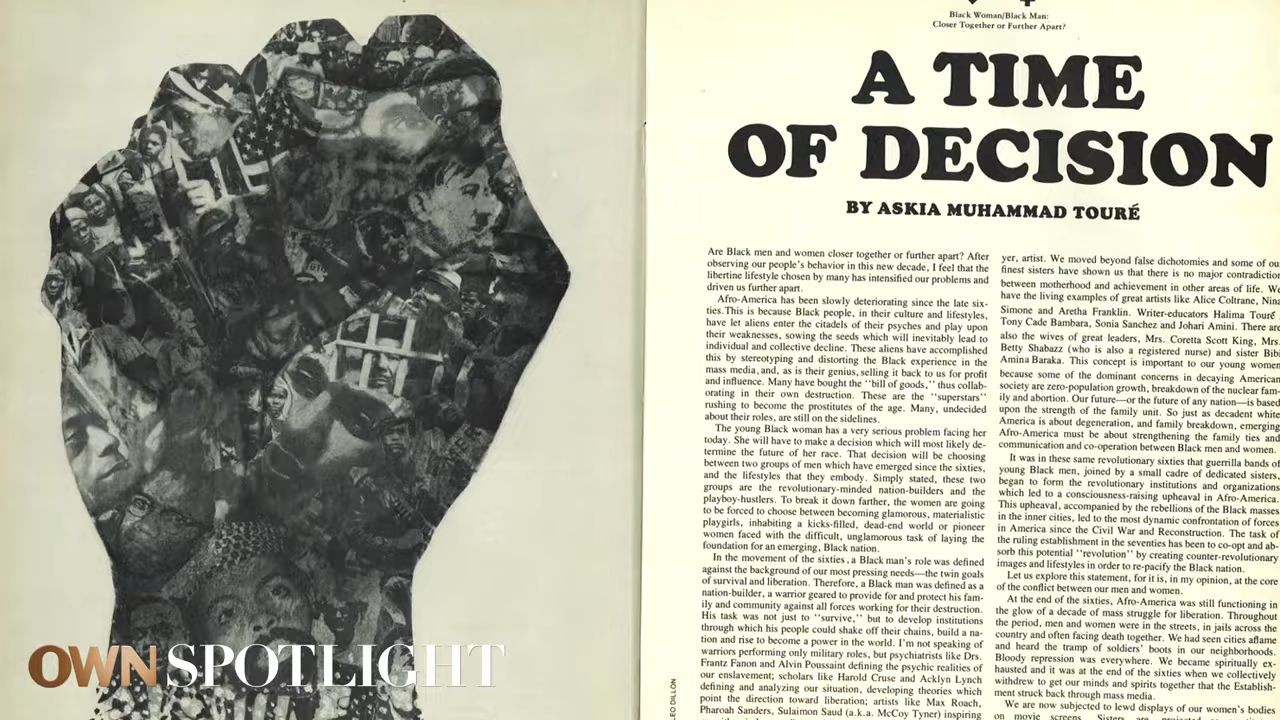 Black Woman/Black Man:
Closer Together or Further Apart?
A TIME
OF DECISION
BY ASKIA MUHAMMAD TOURÉ
Are Black men and women closer together or further apart? After
observing our people's behavior in this new decade, I feel that the
libertine lifestyle chosen by many has intensified our problems and
driven us further apart.
Afro-America has been slowly deteriorating since the late six-
ties.This is because Black people, in their culture and lifestyles,
have let aliens enter the citadels of their psyches and play upon
their weaknesses, sowing the seeds which will inevitably lead to
individual and collective decline. These aliens have accomplished
this by stereotyping and distorting the Black experience in the
mass media, and, as is their genius, selling it back to us for profit
and influence. Many have bought the "bill of goods," thus collab-
orating in their own destruction. These are the "superstars"
rushing to become the prostitutes of the age. Many, undecided
about their roles, are still on the sidelines.
The young Black woman has a very serious problem facing her
today. She will have to make a decision which will most likely de-
termine the future of her race. That decision will be choosing
between two groups of men which have emerged since the sixties,
and the lifestyles that they embody. Simply stated, these two
groups are the revolutionary-minded nation-builders and the
playboy-hustlers. To break it down farther, the women are going
to be forced to choose between becoming glamorous, materialistic
playgirls, inhabiting a kicks-filled, dead-end world or pioneer
women faced with the difficult, unglamorous task of laying the
foundation for an emerging, Black nation.
In the movement of the sixties, a Black man's role was defined
against the background of our most pressing needs—the twin goals
of survival and liberation. Therefore, a Black man was defined as a
nation-builder, a warrior geared to provide for and protect his fam-
ily and community against all forces working for their destruction.
His task was not just to "survive," but to develop institutions
through which his people could shake off their chains, build a na-
tion and rise to become a power in the world. I'm not speaking of
warriors performing only military roles, but psychiatrists like Drs.
Frantz Fanon and Alvin Poussaint defining the psychic realities of
our enslavement; scholars like Harold Cruse and Acklyn Lynch
defining and analyzing our situation, developing theories which
point the direction toward liberation; artists like Max Roach,
Pharoah Sanders, Sulaimon Saud (a.k.a. McCoy Tyner) inspiring
yer, artist. We moved beyond false dichotomies and some of ou
finest sisters have shown us that there is no major contradiction
between motherhood and achievement in other areas of life. We
have the living examples of great artists like Alice Coltrane, Nina
Simone and Aretha Franklin. Writer-educators Halima Touré
Tony Cade Bambara, Sonia Sanchez and Johari Amini. There are
also the wives of great leaders, Mrs. Coretta Scott King, Mrs.
Betty Shabazz (who is also a registered nurse) and sister Bibi
Amina Baraka. This concept is important to our young women
because some of the dominant concerns in decaying American
society are zero-population growth, breakdown of the nuclear fam-
ily and abortion. Our future—or the future of any nation—is based
upon the strength of the family unit. So just as decadent white
America is about degeneration, and family breakdown, emerging
Afro-America must be about strengthening the family ties and
communication and co-operation between Black men and women.
It was in these same revolutionary sixties that guerrilla bands of
young Black men, joined by a small cadre of dedicated sisters,
began to form the revolutionary institutions and organizations
which led to a consciousness-raising upheaval in Afro-America.
This upheaval, accompanied by the rebellions of the Black masses
in the inner cities, led to the most dynamic confrontation of forces
in America since the Civil War and Reconstruction. The task of
the ruling establishment in the seventies has been to co-opt and ab-
sorb this potential "revolution" by creating counter-revolutionary
images and lifestyles in order to re-pacify the Black nation.
Let us explore this statement, for it is, in my opinion, at the core
of the conflict between our men and women.
At the end of the sixties, Afro-America was still functioning in
the glow of a decade of mass struggle for liberation. Throughout
the period, men and women were in the streets, in jails across the
country and often facing death together. We had seen cities aflame
and heard the tramp of soldiers' boots in our neighborhoods.
Bloody repression was everywhere. We became spiritually ex-
hausted and it was at the end of the sixties when we collectively
withdrew to get our minds and spirits together that the Establish-
ment struck back through mass media.
We are now subjected to lewd displays of our women's bodies
on movie screens. Sisters are
LEO DILLON
OWN SPOTLIGHT